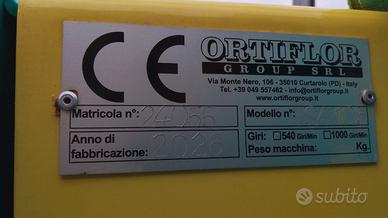 CE
ORTIFLOR
GROUP SRL
Via Monte Nero, 106 - 35010 Curtarolo (PD) - Italy
Tel. +39 049 557462 - info@ortiflorgroup.it
www.ortiflorgroup.it
Matricola n°:
Modello n°:
Anno di fabbricazione:
Giri: 540 Giri/Min 1000 Giri/Min
Peso macchina: Kg.
subito